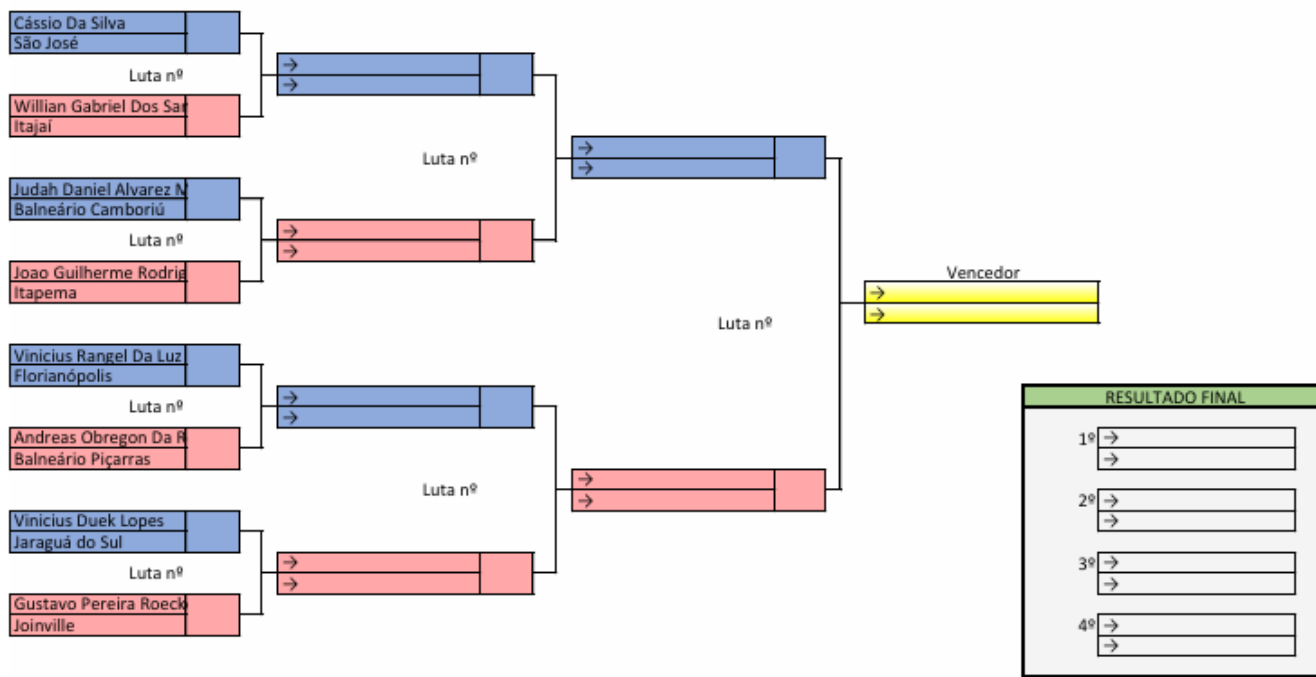 Cássio Da Silva
São José
Luta nº
Willian Gabriel Dos San
Itajaí
Judah Daniel Alvarez M
Balneário Camboriú
Luta nº
Joao Guilherme Rodrig
Itapema
Vinicius Rangel Da Luz
Florianópolis
Luta nº
Andreas Obregon Da R
Balneário Piçarras
Vinicius Duek Lopes
Jaraguá do Sul
Luta nº
Gustavo Pereira Roeck
Joinville
→
→
Luta nº
→
→
→
→
Luta nº
→
→
→
→
Luta nº
→
→
Vencedor
→
→
RESULTADO FINAL
1º →
→
2º →
→
3º →
→
4º →
→